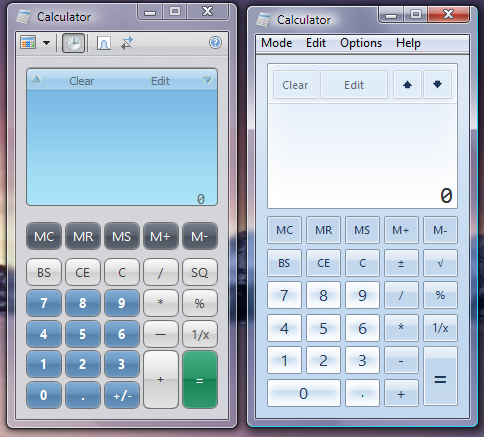 Calculator
Clear Edit
0
MC MR MS M+ M-
BS CE C / SQ
7 8 9 * %
4 5 6 — 1/x
1 2 3 + =
0 . +/-
Calculator
Mode Edit Options Help
Clear Edit
0
MC MR MS M+ M-
BS CE C ± √
7 8 9 / %
4 5 6 * 1/x
1 2 3 - =
0 . +